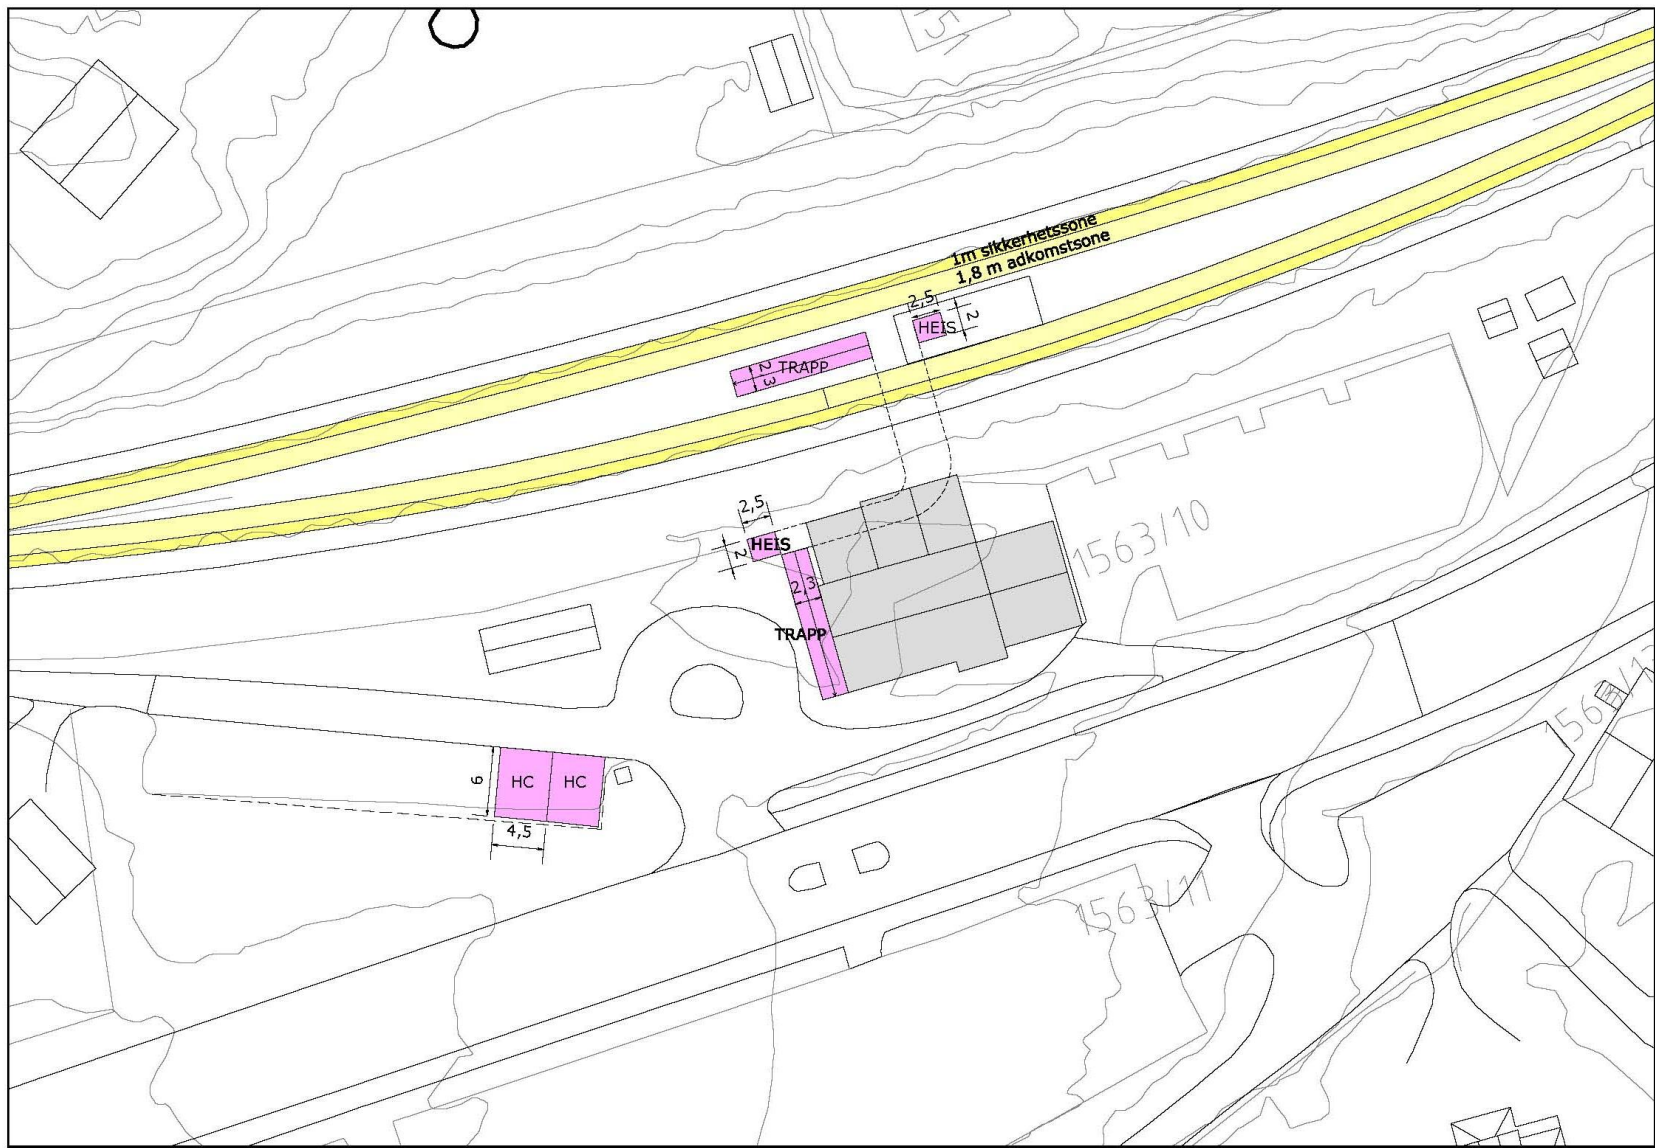 1m sikkerhetssone
1,8 m adkomstsone
2,5
2
HEIS
TRAPP
2,3
1563/10
2,5
HEIS
2
2,3
TRAPP
HC
HC
6
4,5
1563/11